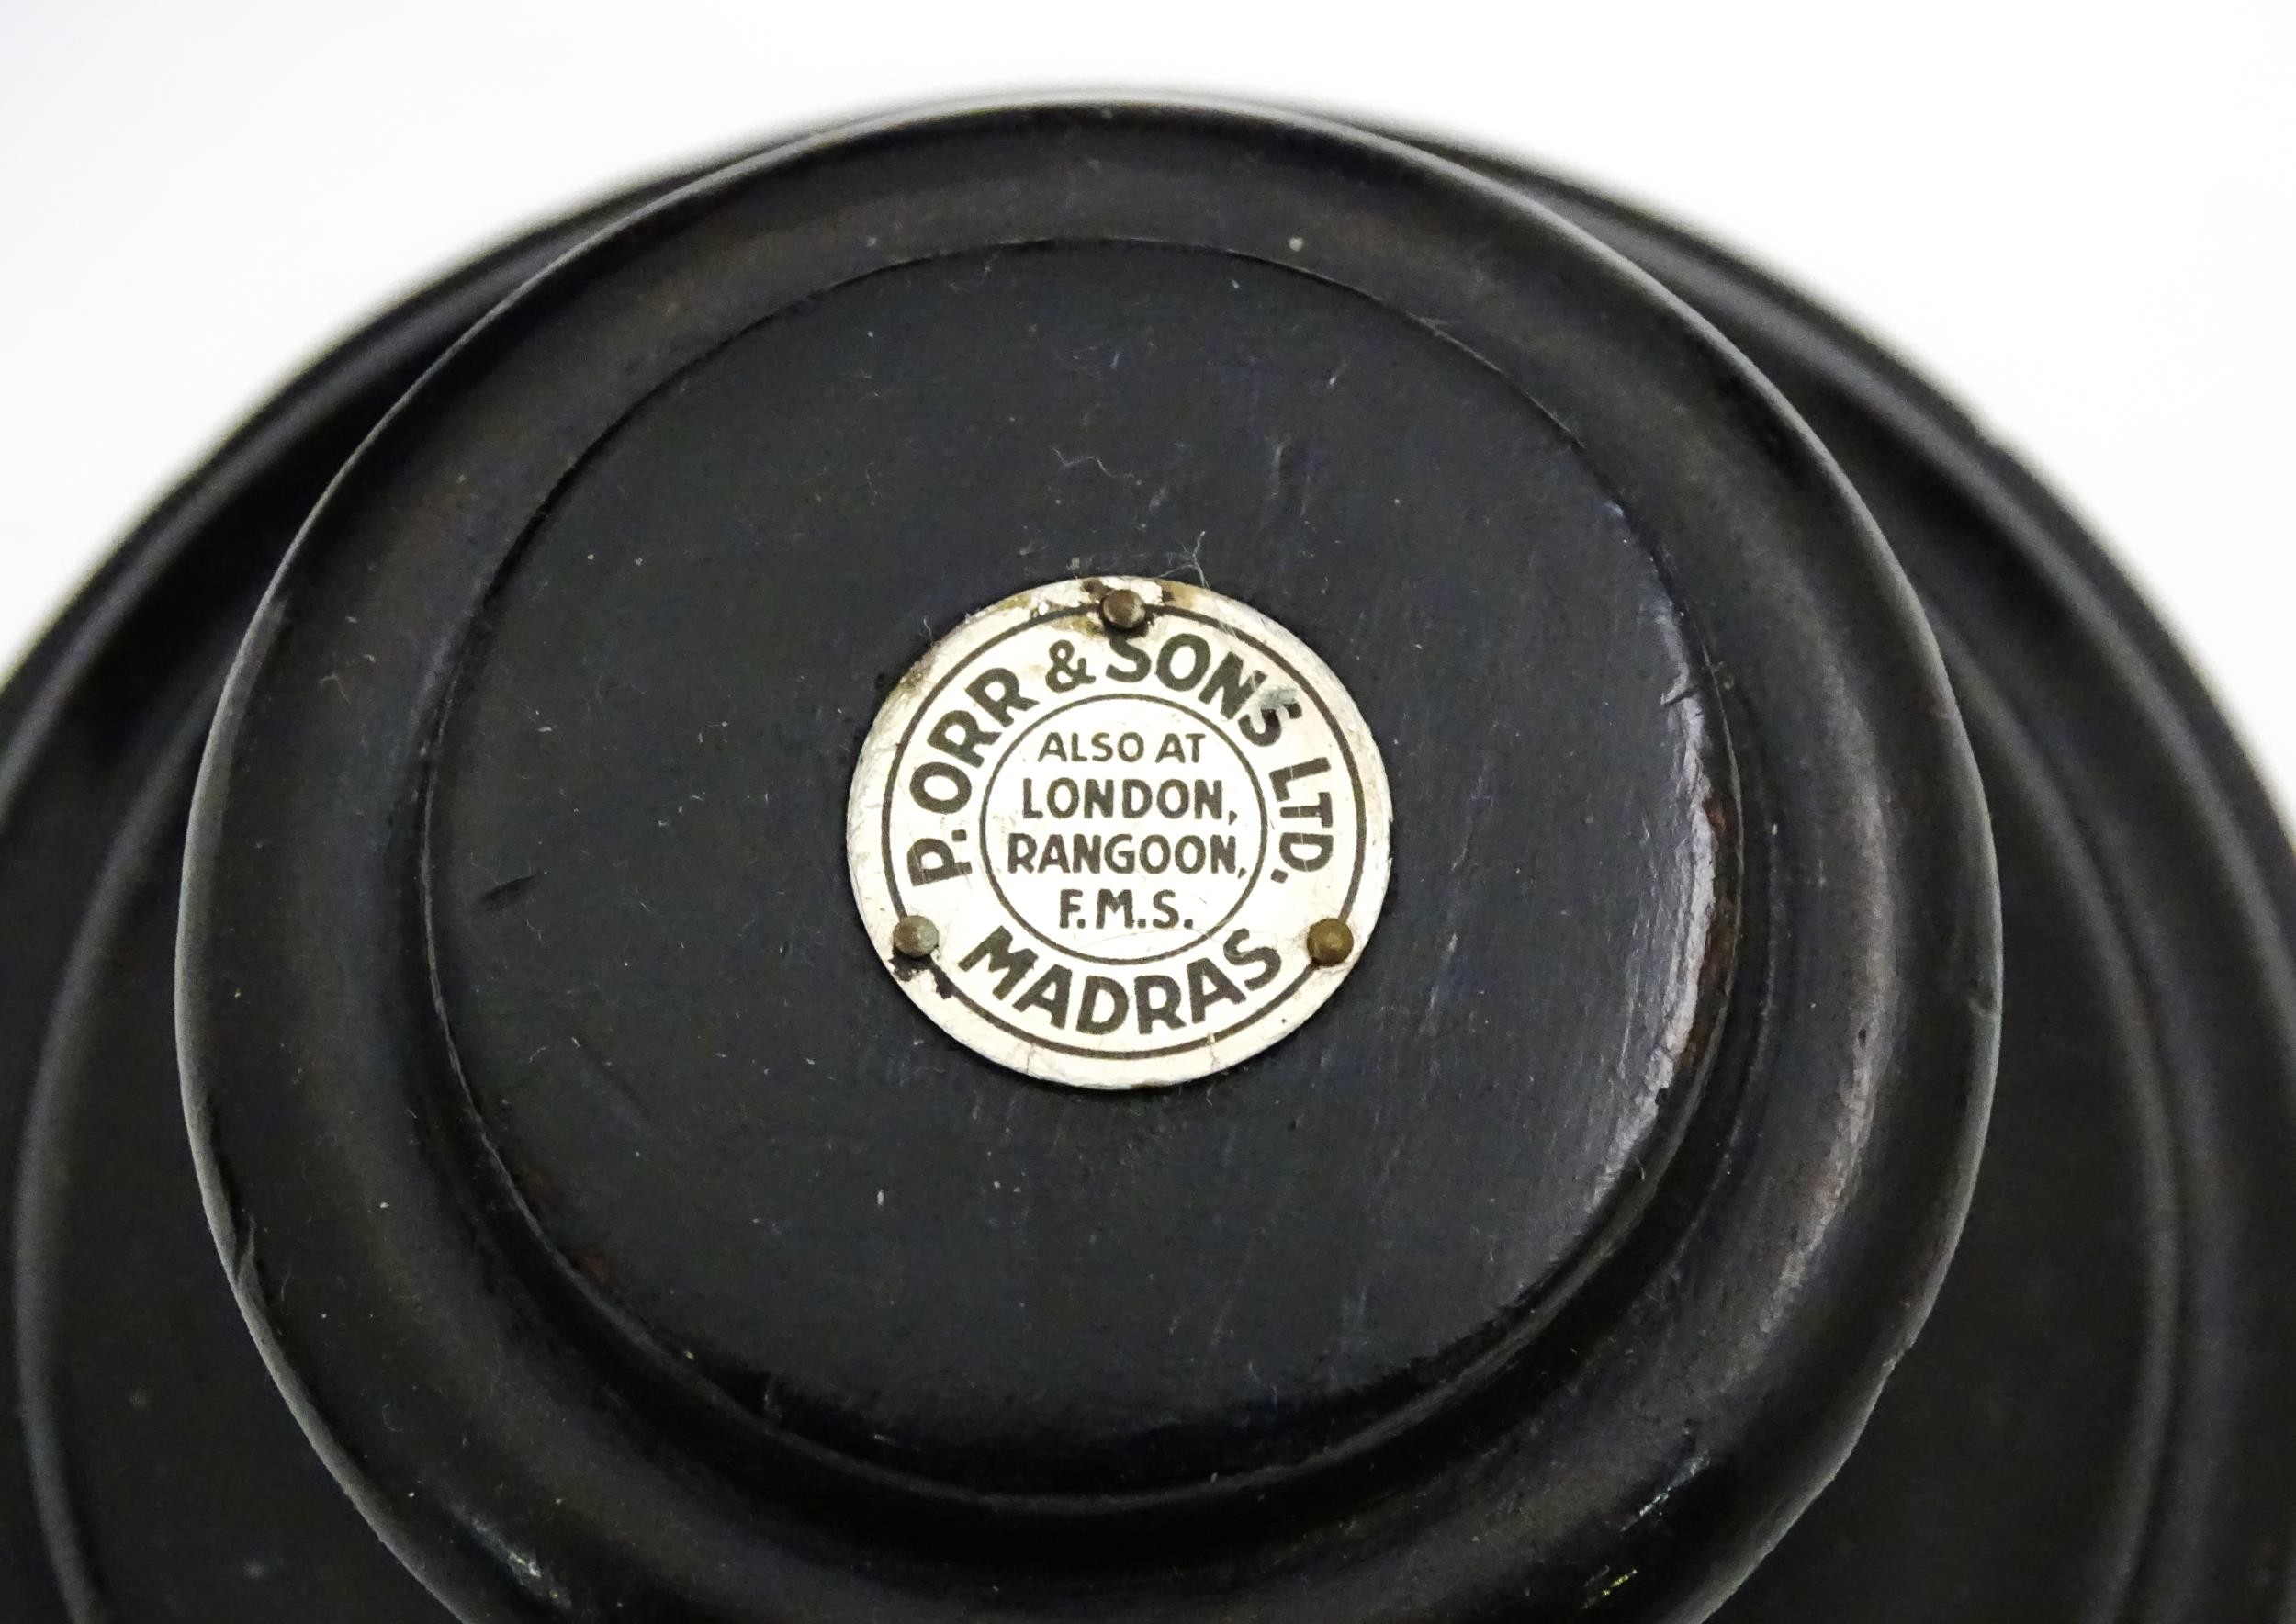 P. ORR & SONS LTD.
ALSO AT
LONDON,
RANGOON,
F.M.S.
MADRAS